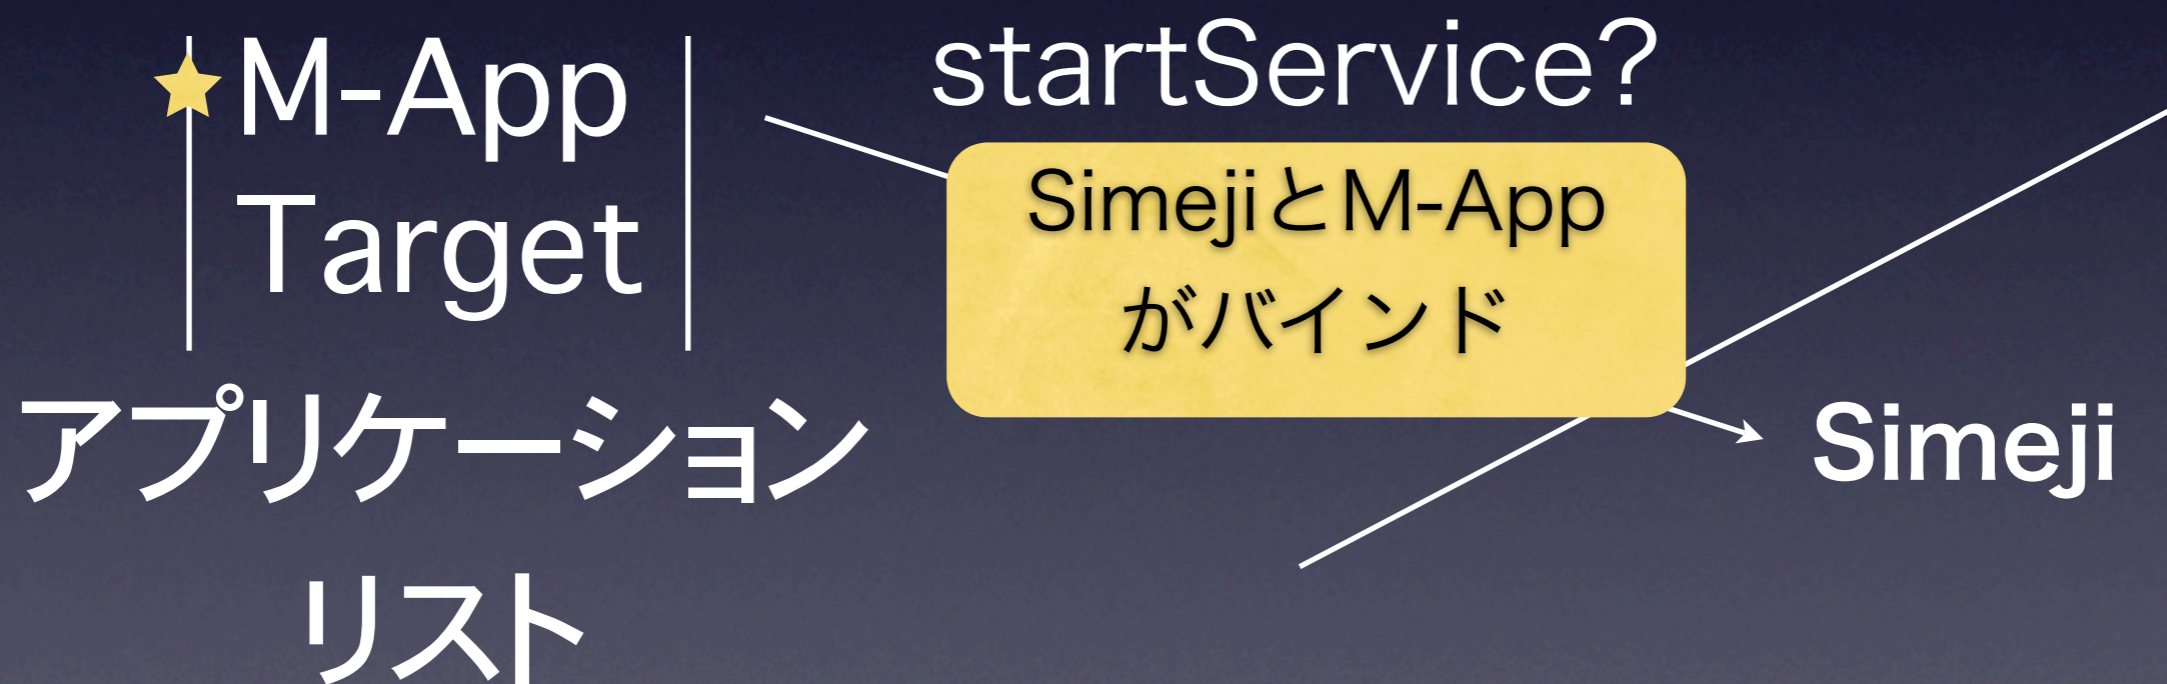 M-App
Target
アプリケーション
リスト
startService?
SimejiとM-App
がバインド
Simeji